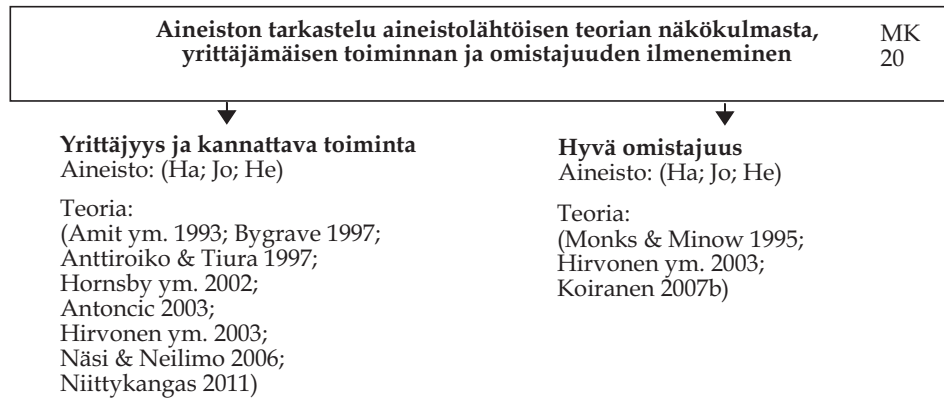 Aineiston tarkastelu aineistolähtöisen teorian näkökulmasta,
yrittäjämäisen toiminnan ja omistajuuden ilmeneminen
MK
20
Yrittäjyys ja kannattava toiminta
Aineisto: (Ha; Jo; He)
Teoria:
(Amit ym. 1993; Bygrave 1997;
Anttiroiko & Tiura 1997;
Hornsby ym. 2002;
Antoncic 2003;
Hirvonen ym. 2003;
Näsi & Neilimo 2006;
Niittykangas 2011)
Hyvä omistajuus
Aineisto: (Ha; Jo; He)
Teoria:
(Monks & Minow 1995;
Hirvonen ym. 2003;
Koiranen 2007b)